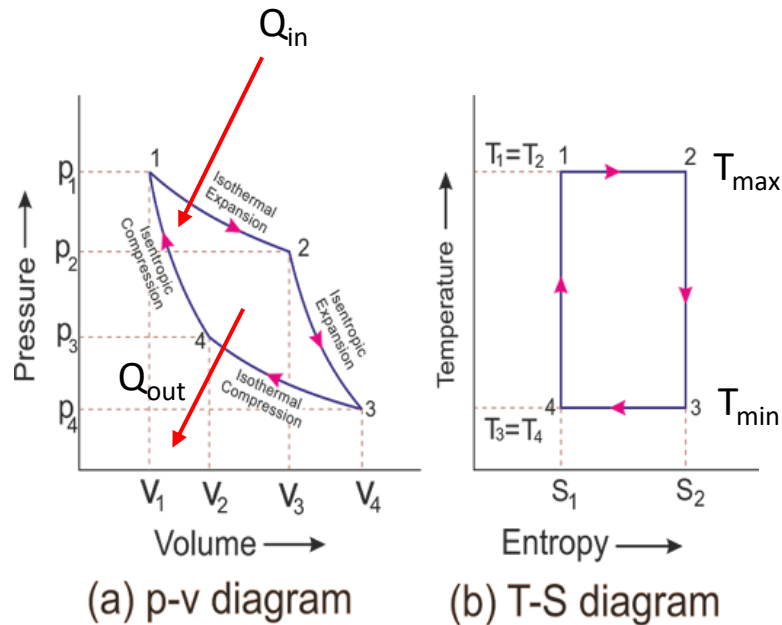 Q_in
1
p_1
Isothermal
Expansion
p_2
2
Isentropic
Compression
Pressure
Isentropic
Expansion
p_3
4
Q_out
Isothermal
Compression
p_4
3
V_1
V_2
V_3
V_4
Volume
(a) p-v diagram
T_1=T_2
1
2
T_max
Temperature
4
3
T_min
T_3=T_4
S_1
S_2
Entropy
(b) T-S diagram